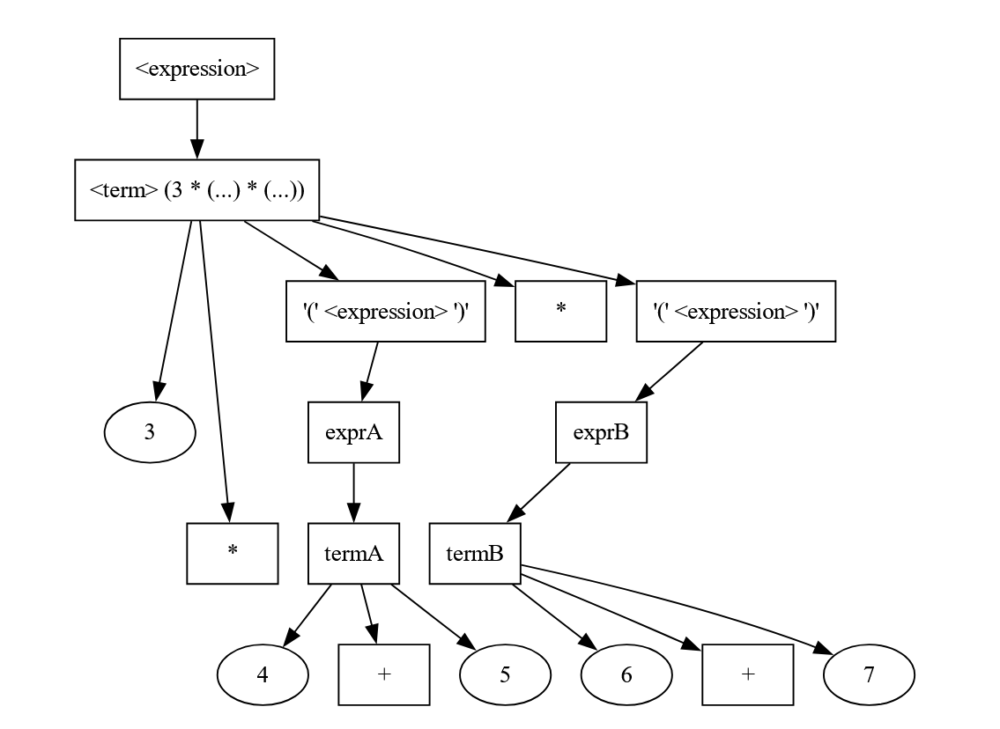 <expression>
<term> (3 * (...) * (...))
'(' <expression> ')'
*
'(' <expression> ')'
3
exprA
exprB
*
termA
termB
4
+
5
6
+
7